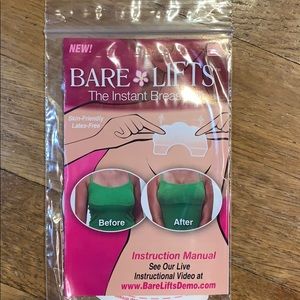 NEW!
BARE LIFTS
The Instant Breast
Skin-Friendly
Latex-Free
Before
After
Instruction Manual
See Our Live
Instructional Video at
www.BareLiftsDemo.com